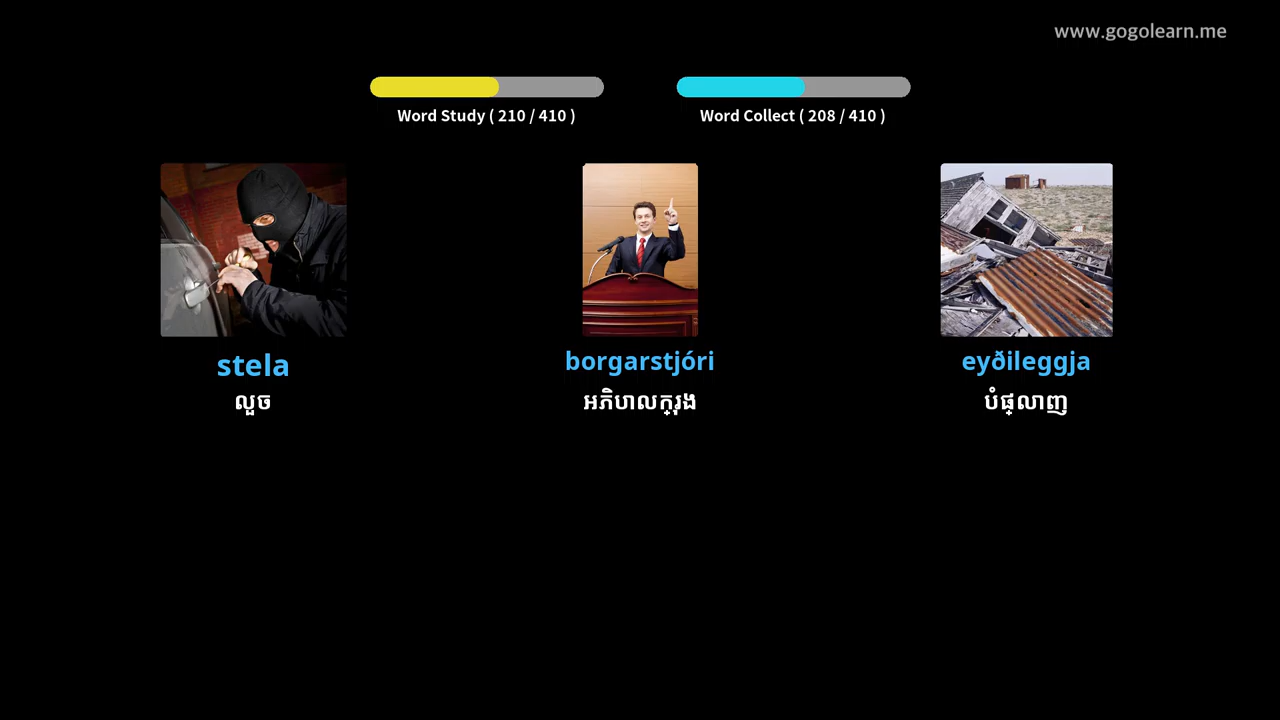 www.gogolearn.me
Word Study ( 210 / 410 )
Word Collect ( 208 / 410 )
stela
borgarstjóri
eyðileggja
លួច
អភិបាលក្រុង
បំផ្លាញ